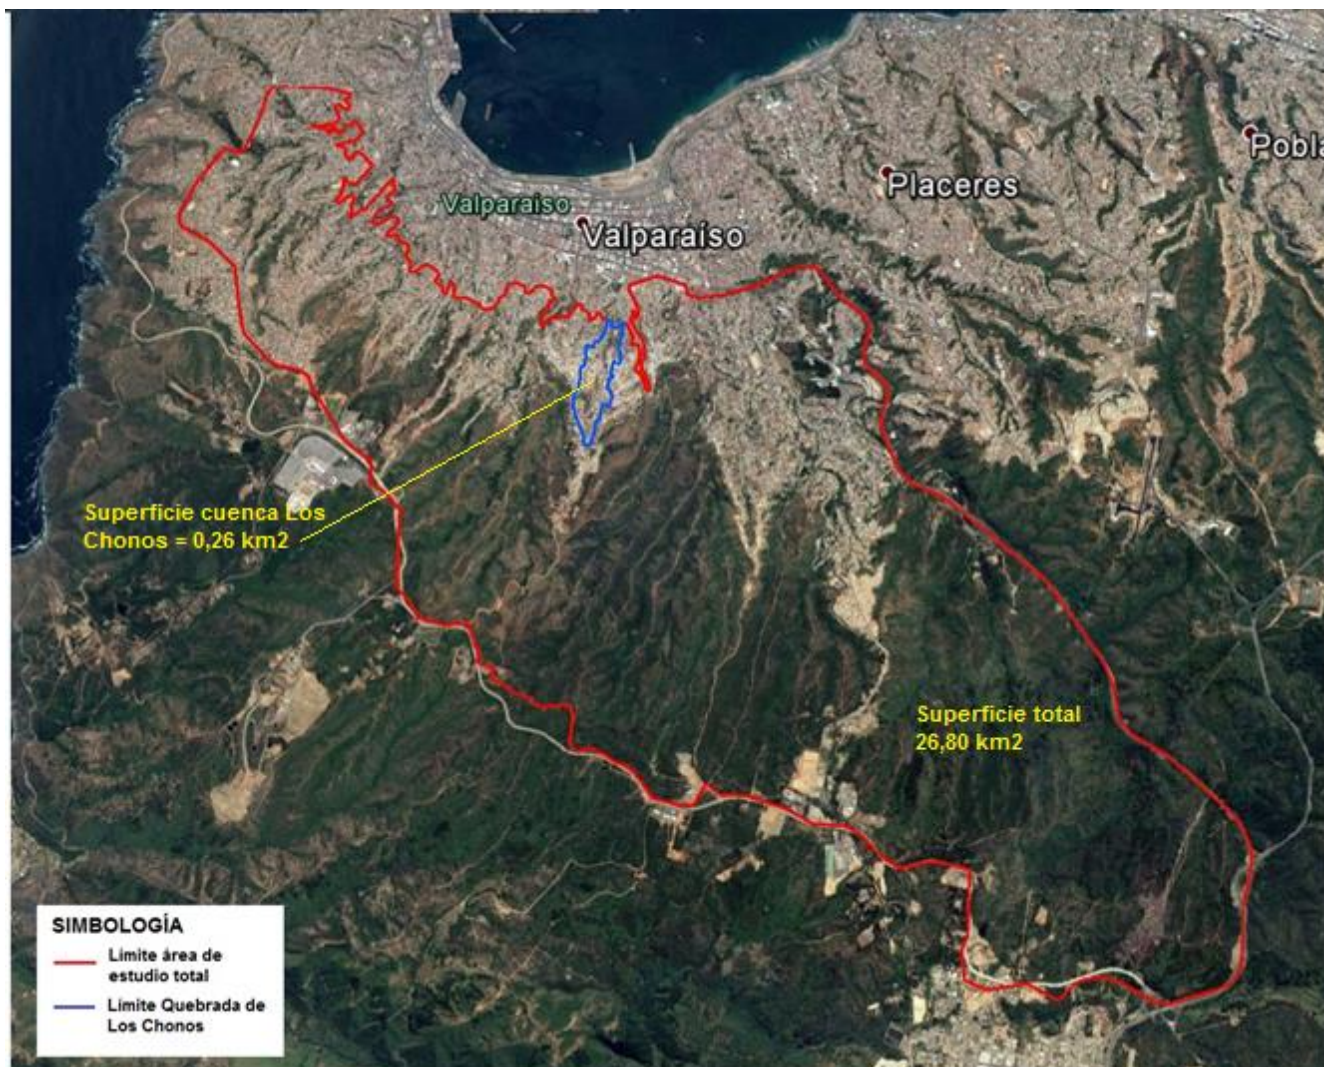 Pobla
Placeres
Valparaíso
Valparaíso
Superficie cuenca Los
Chonos = 0,26 km2
Superficie total
26,80 km2
SIMBOLOGÍA
Límite área de
estudio total
Límite Quebrada de
Los Chonos